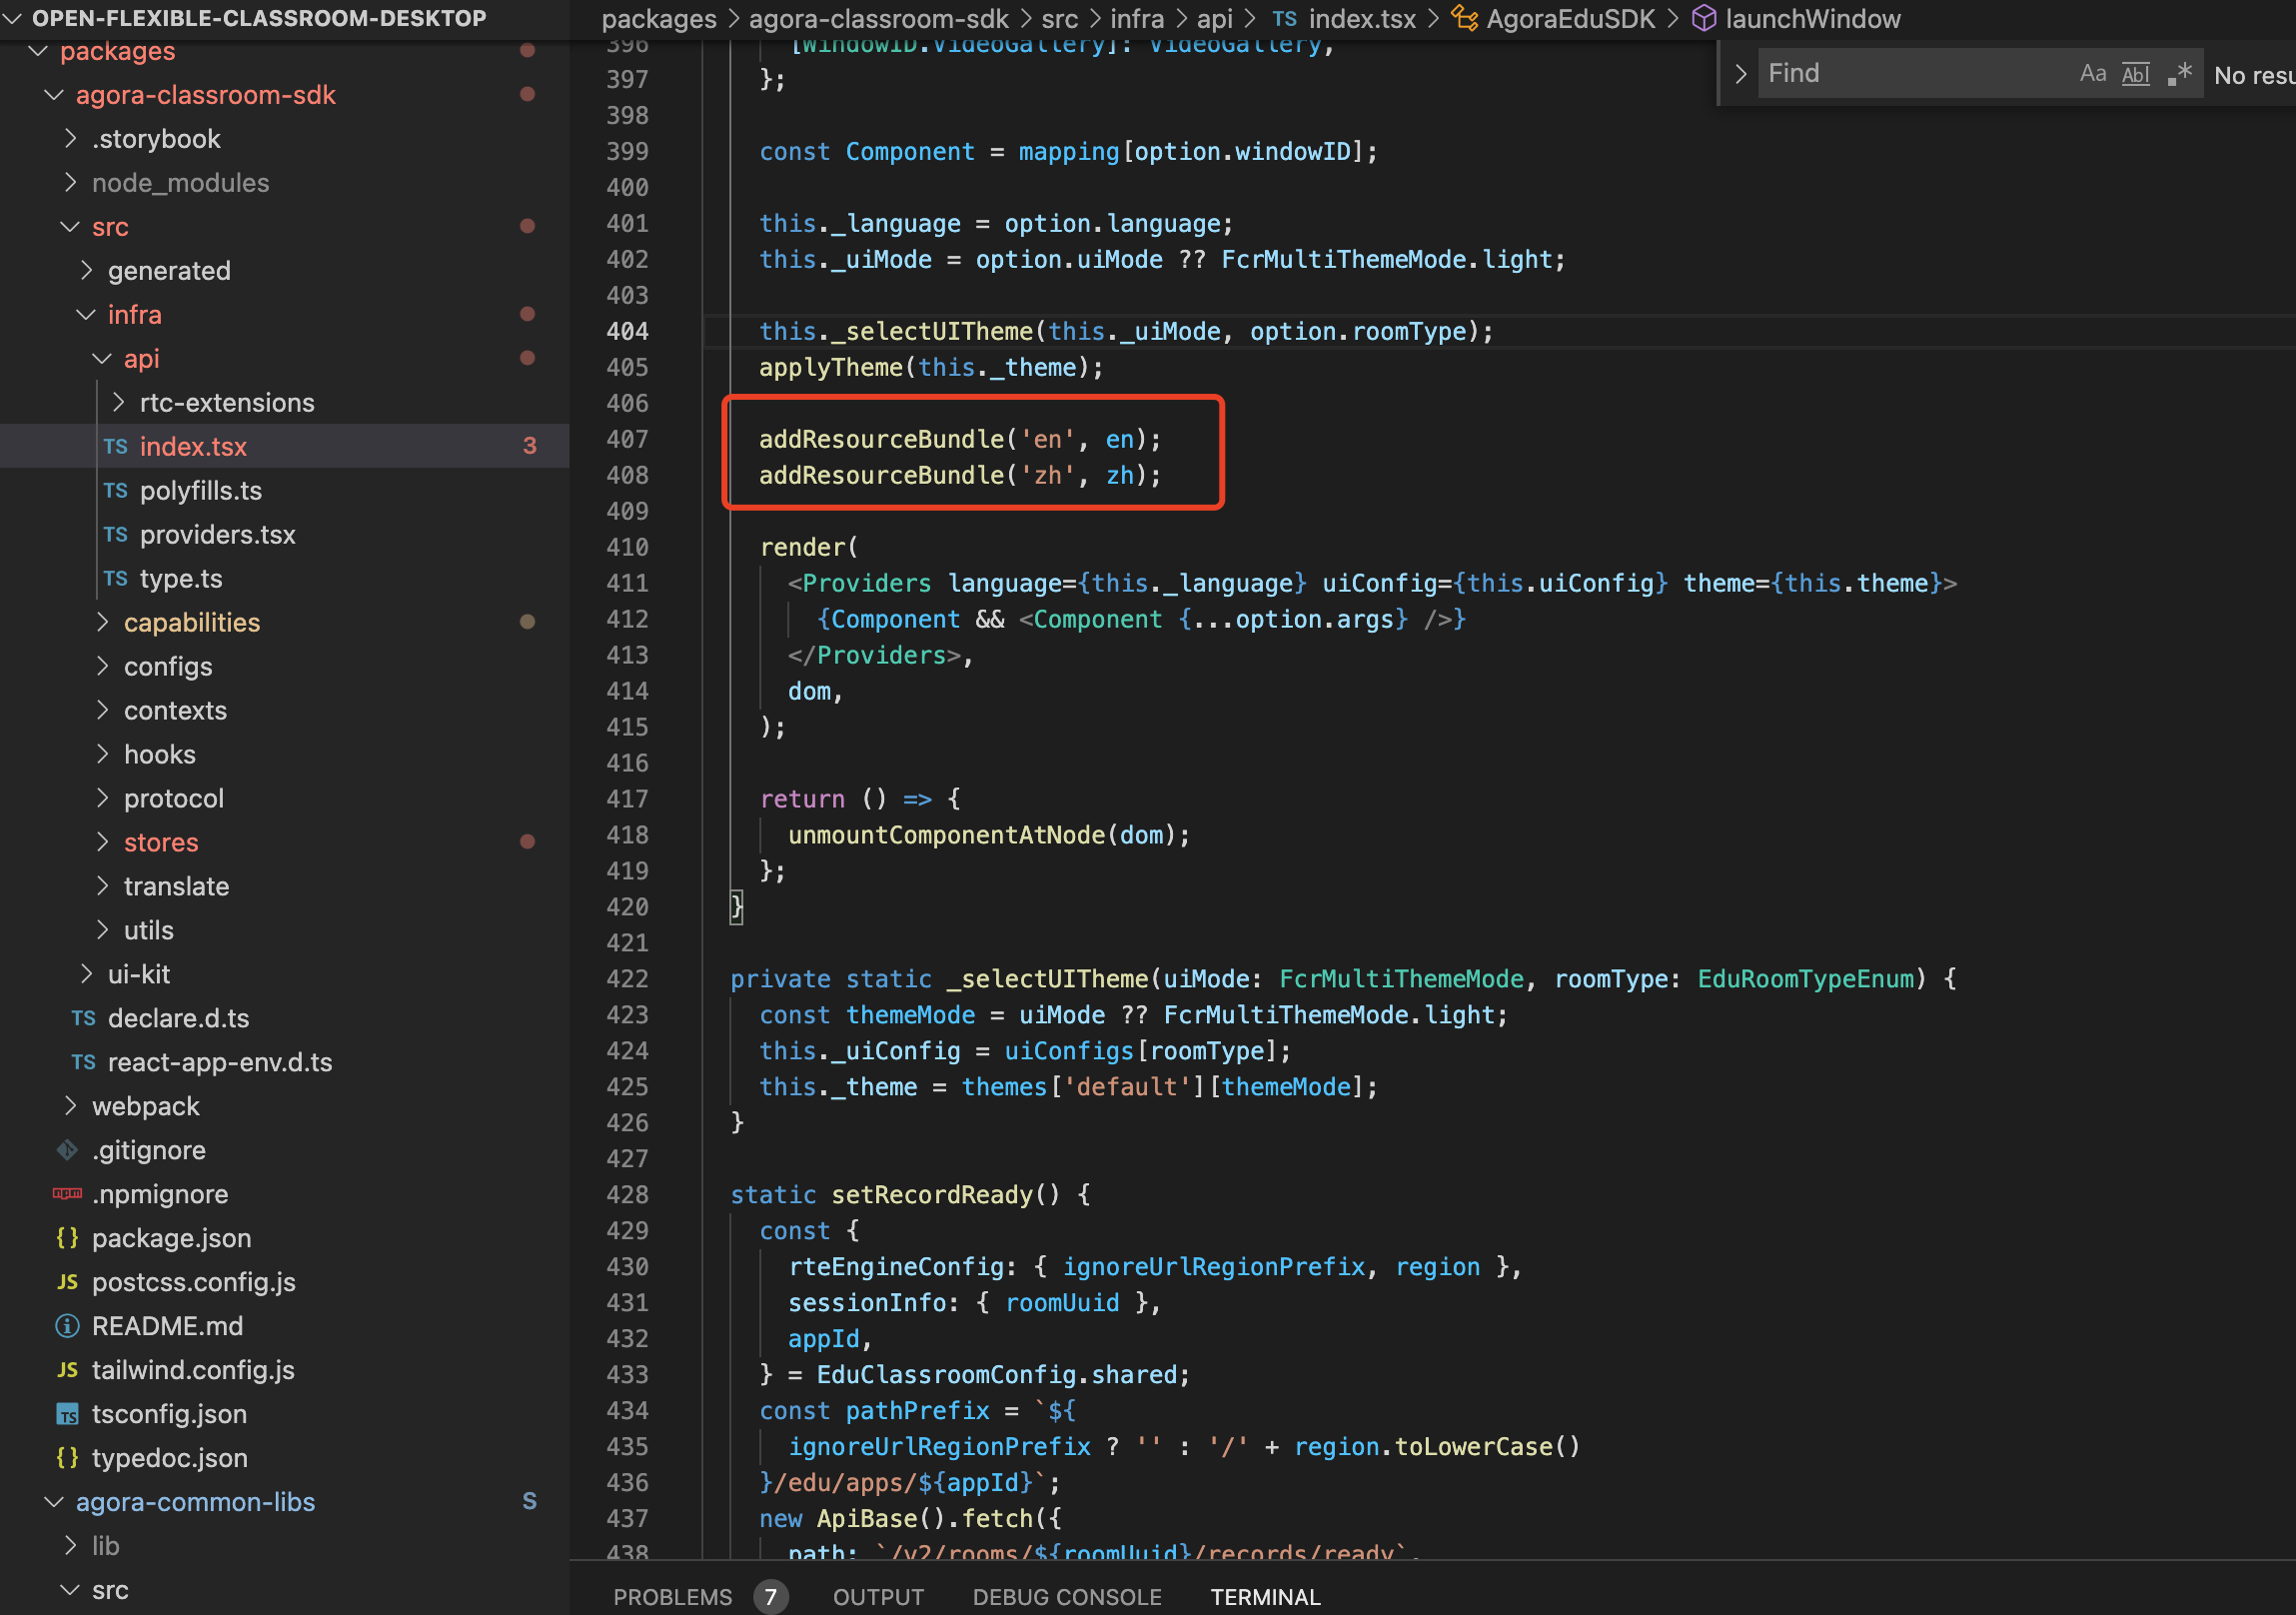 OPEN-FLEXIBLE-CLASSROOM-DESKTOP
packages
agora-classroom-sdk
.storybook
node_modules
src
generated
infra
api
rtc-extensions
TS index.tsx 3
TS polyfills.ts
TS providers.tsx
TS type.ts
capabilities
configs
contexts
hooks
protocol
stores
translate
utils
ui-kit
TS declare.d.ts
TS react-app-env.d.ts
webpack
.gitignore
npm .npmignore
{} package.json
JS postcss.config.js
README.md
JS tailwind.config.js
TS tsconfig.json
{} typedoc.json
agora-common-libs S
lib
src
packages > agora-classroom-sdk > src > infra > api > TS index.tsx > AgoraEduSDK > launchWindow
Find Aa Abl .* No resu
396 [WindowID.VideoGallery]: VideoGallery,
397 };
398
399 const Component = mapping[option.windowID];
400
401 this._language = option.language;
402 this._uiMode = option.uiMode ?? FcrMultiThemeMode.light;
403
404 this._selectUITheme(this._uiMode, option.roomType);
405 applyTheme(this._theme);
406
407 addResourceBundle('en', en);
408 addResourceBundle('zh', zh);
409
410 render(
411 <Providers language={this._language} uiConfig={this.uiConfig} theme={this.theme}>
412 {Component && <Component {...option.args} />}
413 </Providers>,
414 dom,
415 );
416
417 return () => {
418 unmountComponentAtNode(dom);
419 };
420 }
421
422 private static _selectUITheme(uiMode: FcrMultiThemeMode, roomType: EduRoomTypeEnum) {
423 const themeMode = uiMode ?? FcrMultiThemeMode.light;
424 this._uiConfig = uiConfigs[roomType];
425 this._theme = themes['default'][themeMode];
426 }
427
428 static setRecordReady() {
429 const {
430 rteEngineConfig: { ignoreUrlRegionPrefix, region },
431 sessionInfo: { roomUuid },
432 appId,
433 } = EduClassroomConfig.shared;
434 const pathPrefix = `${
435 ignoreUrlRegionPrefix ? '' : '/' + region.toLowerCase()
436 }/edu/apps/${appId}`;
437 new ApiBase().fetch({
438 path: `/v2/rooms/${roomUuid}/records/ready`,
PROBLEMS 7 OUTPUT DEBUG CONSOLE TERMINAL